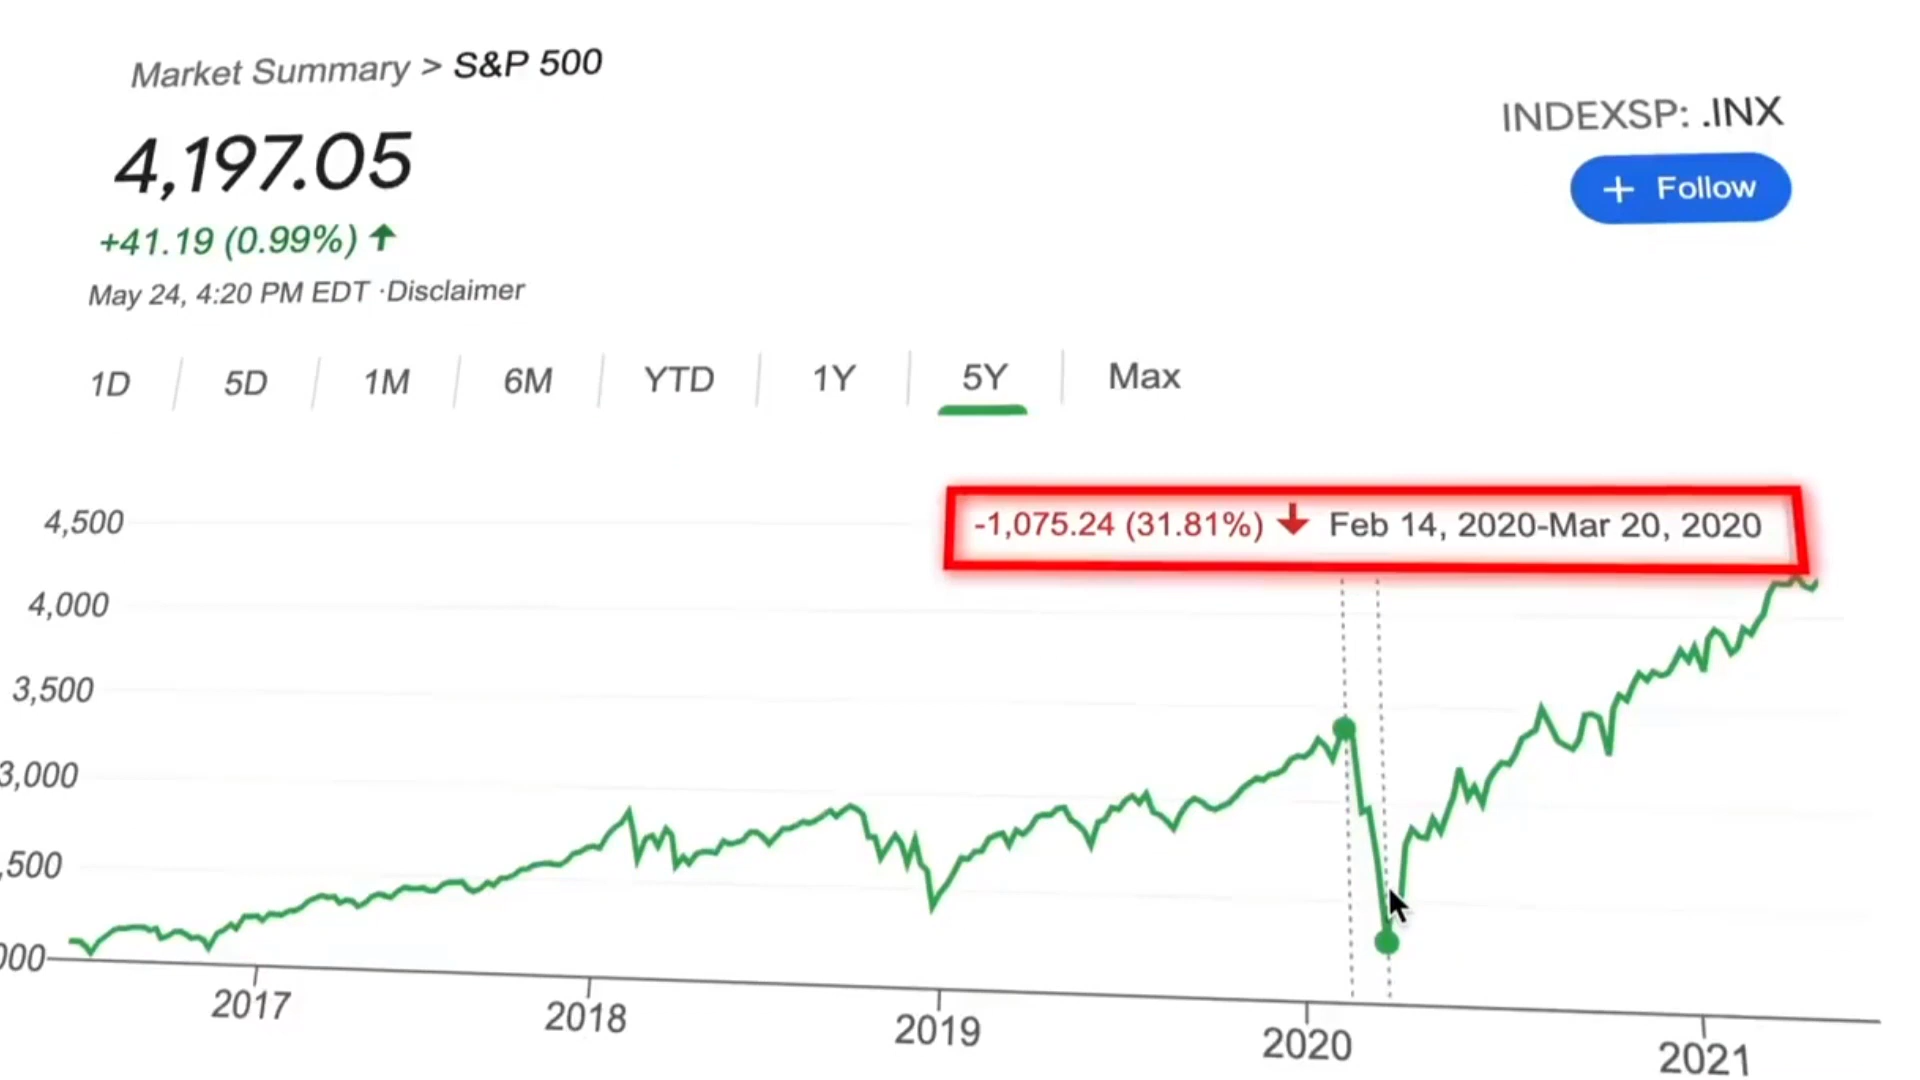 Market Summary > S&P 500
INDEXSP: .INX
4,197.05
+ Follow
+41.19 (0.99%)
May 24, 4:20 PM EDT ·Disclaimer
1D 5D 1M 6M YTD 1Y 5Y Max
-1,075.24 (31.81%) Feb 14, 2020-Mar 20, 2020
4,500
4,000
3,500
3,000
,500
000
2017 2018 2019 2020 2021